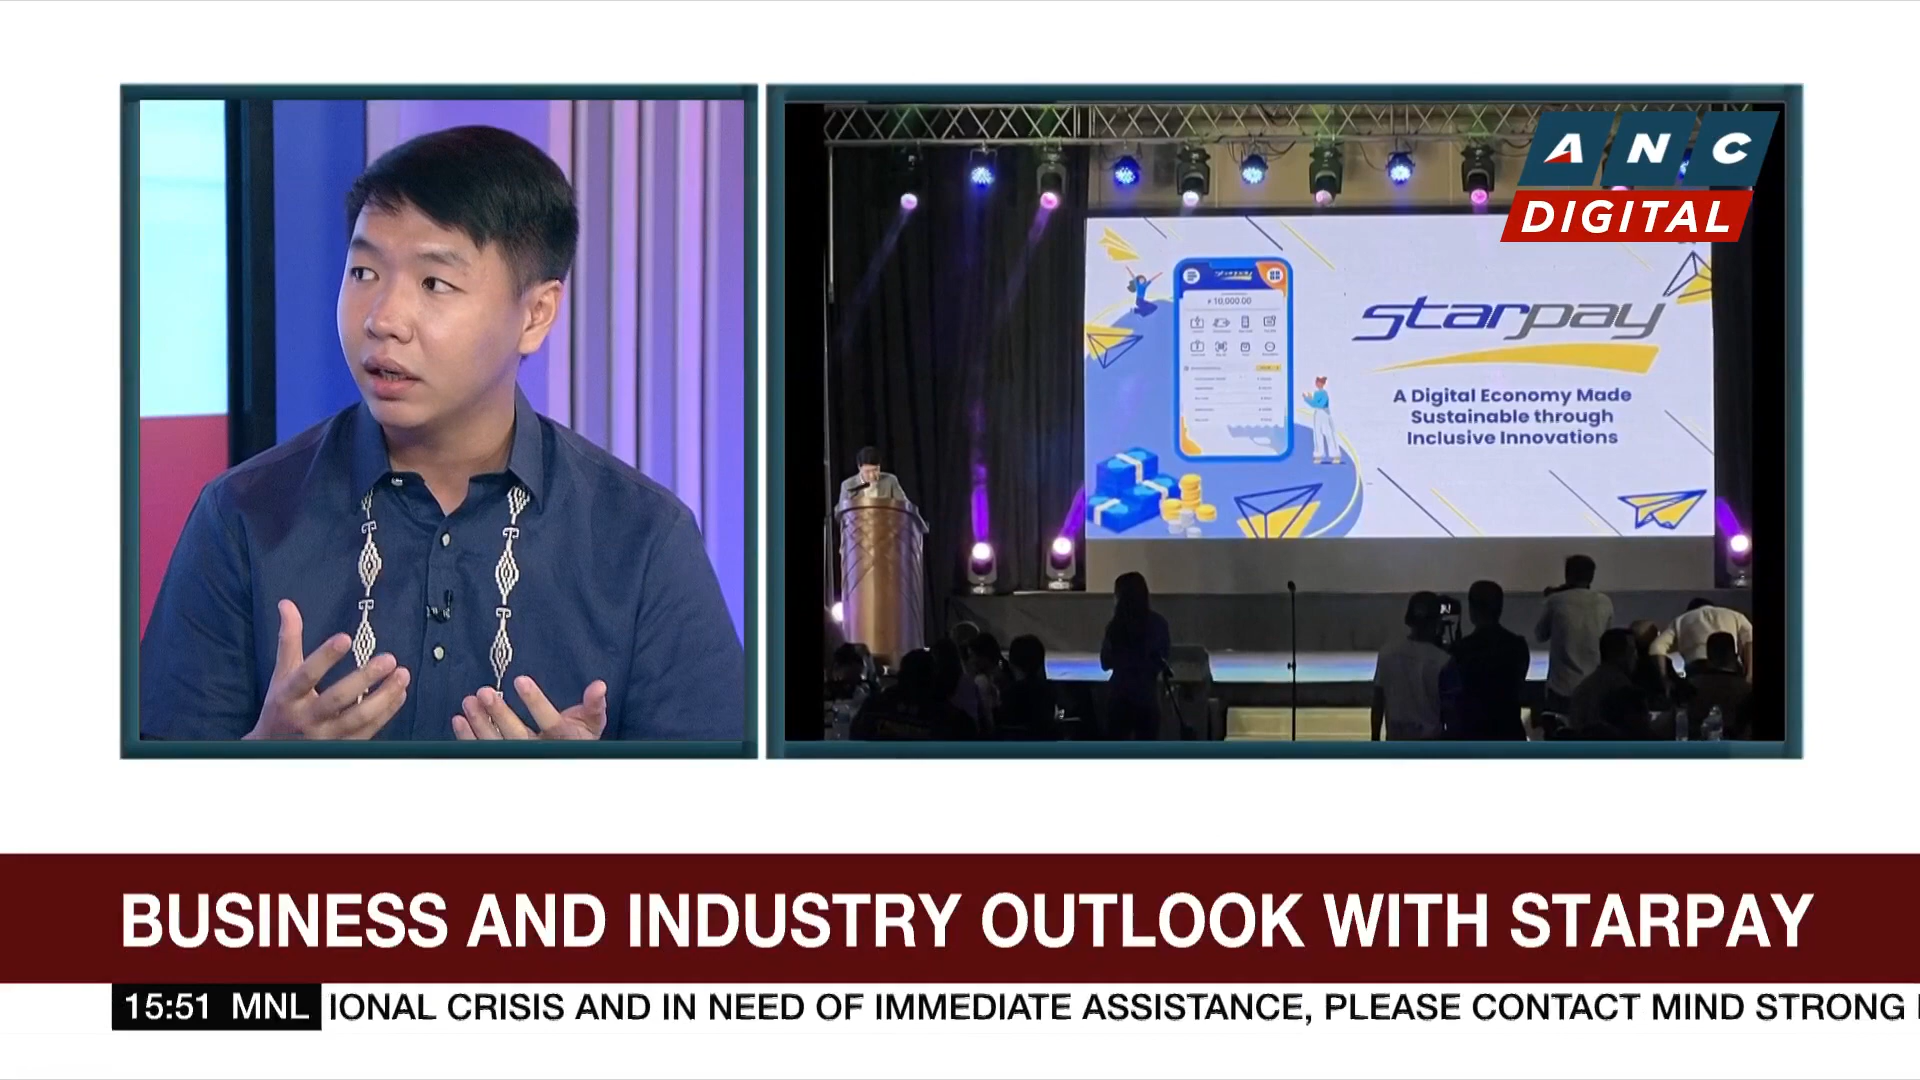 ANC
DIGITAL
starpay
₱ 10,000.00
starpay
A Digital Economy Made
Sustainable through
Inclusive Innovations
BUSINESS AND INDUSTRY OUTLOOK WITH STARPAY
15:51 MNL IONAL CRISIS AND IN NEED OF IMMEDIATE ASSISTANCE, PLEASE CONTACT MIND STRONG